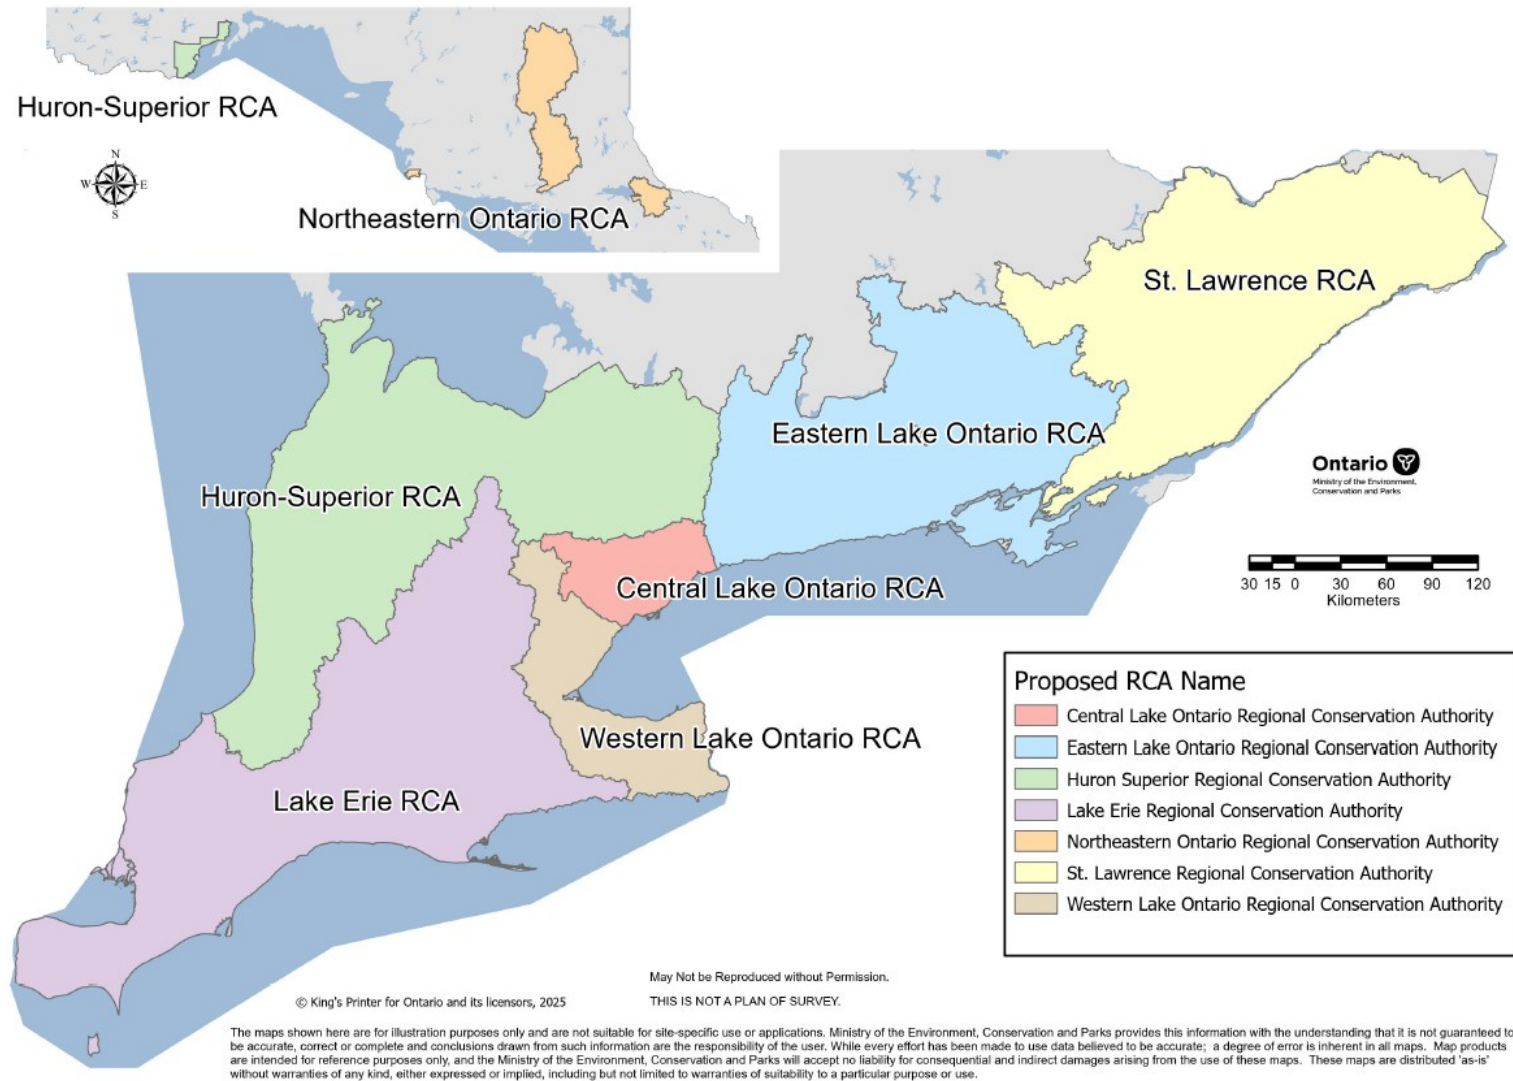 Huron-Superior RCA
N
W E
S
Northeastern Ontario RCA
St. Lawrence RCA
Eastern Lake Ontario RCA
Huron-Superior RCA
Ontario
Ministry of the Environment,
Conservation and Parks
Central Lake Ontario RCA
30 15 0 30 60 90 120
Kilometers
Western Lake Ontario RCA
Lake Erie RCA
Proposed RCA Name
Central Lake Ontario Regional Conservation Authority
Eastern Lake Ontario Regional Conservation Authority
Huron Superior Regional Conservation Authority
Lake Erie Regional Conservation Authority
Northeastern Ontario Regional Conservation Authority
St. Lawrence Regional Conservation Authority
Western Lake Ontario Regional Conservation Authority
May Not be Reproduced without Permission.
© King's Printer for Ontario and its licensors, 2025
THIS IS NOT A PLAN OF SURVEY.
The maps shown here are for illustration purposes only and are not suitable for site-specific use or applications. Ministry of the Environment, Conservation and Parks provides this information with the understanding that it is not guaranteed to
be accurate, correct or complete and conclusions drawn from such information are the responsibility of the user. While every effort has been made to use data believed to be accurate; a degree of error is inherent in all maps. Map products
are intended for reference purposes only, and the Ministry of the Environment, Conservation and Parks will accept no liability for consequential and indirect damages arising from the use of these maps. These maps are distributed 'as-is'
without warranties of any kind, either expressed or implied, including but not limited to warranties of suitability to a particular purpose or use.